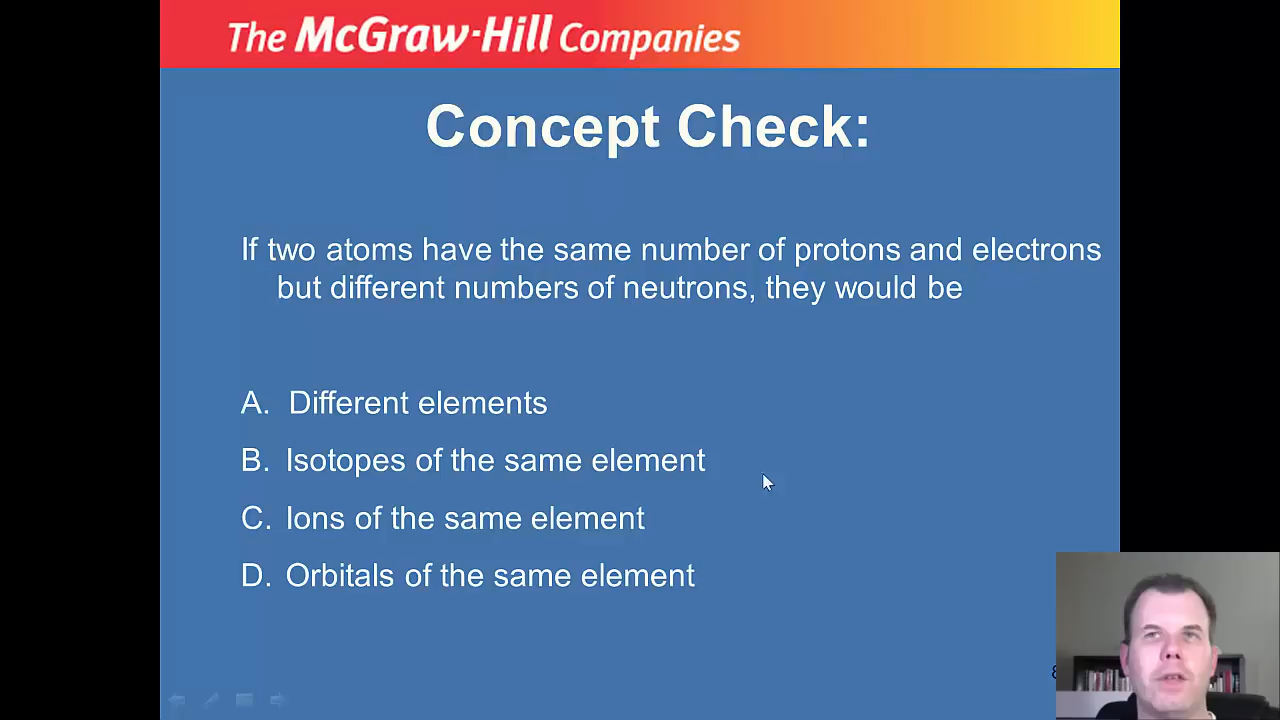 The McGraw-Hill Companies
Concept Check:
If two atoms have the same number of protons and electrons
but different numbers of neutrons, they would be
A. Different elements
B. Isotopes of the same element
C. Ions of the same element
D. Orbitals of the same element